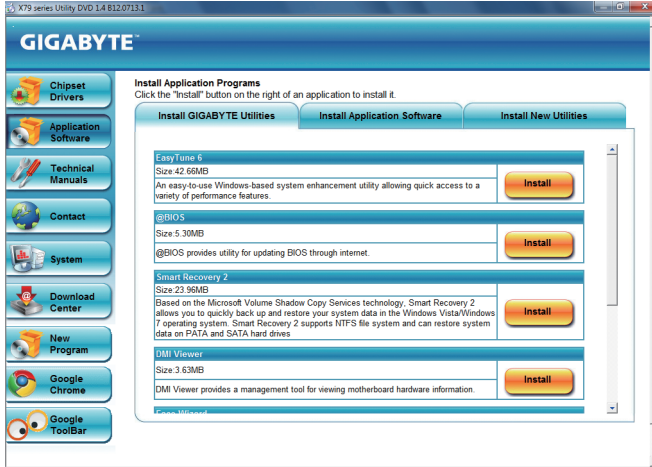 X79 series Utility DVD 1.4 B12.0713.1
GIGABYTE™
Chipset
Drivers
Application
Software
Technical
Manuals
Contact
System
Download
Center
New
Program
Google
Chrome
Google
ToolBar
Install Application Programs
Click the "Install" button on the right of an application to install it.
Install GIGABYTE Utilities
Install Application Software
Install New Utilities
EasyTune 6
Size:42.66MB
An easy-to-use Windows-based system enhancement utility allowing quick access to a
variety of performance features.
Install
@BIOS
Size:5.30MB
@BIOS provides utility for updating BIOS through internet.
Install
Smart Recovery 2
Size:23.96MB
Based on the Microsoft Volume Shadow Copy Services technology, Smart Recovery 2
allows you to quickly back up and restore your system data in the Windows Vista/Windows
7 operating system. Smart Recovery 2 supports NTFS file system and can restore system
data on PATA and SATA hard drives
Install
DMI Viewer
Size:3.63MB
DMI Viewer provides a management tool for viewing motherboard hardware information.
Install